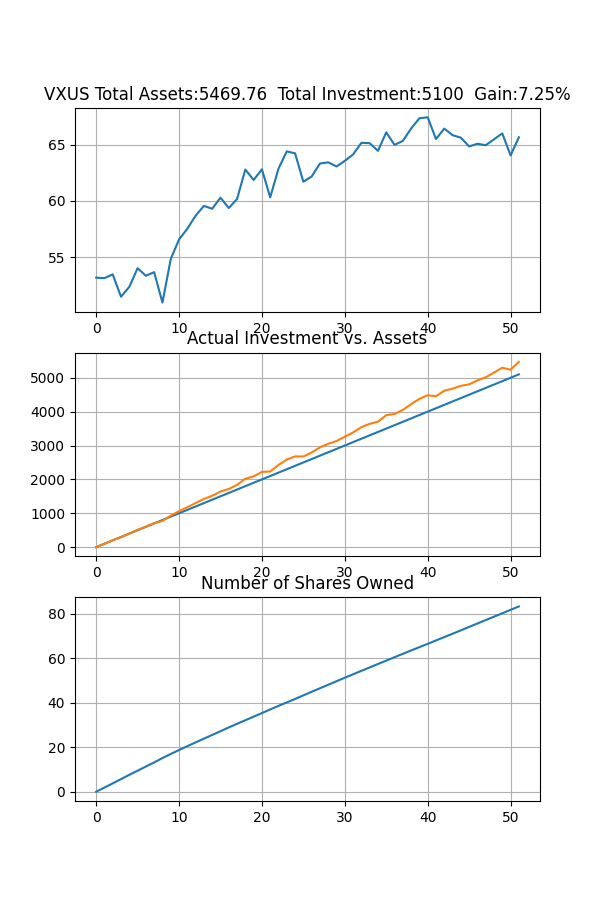 VXUS Total Assets:5469.76  Total Investment:5100  Gain:7.25%
65
60
55
0 10 20 30 40 50
Actual Investment vs. Assets
5000
4000
3000
2000
1000
0
0 10 20 30 40 50
Number of Shares Owned
80
60
40
20
0
0 10 20 30 40 50